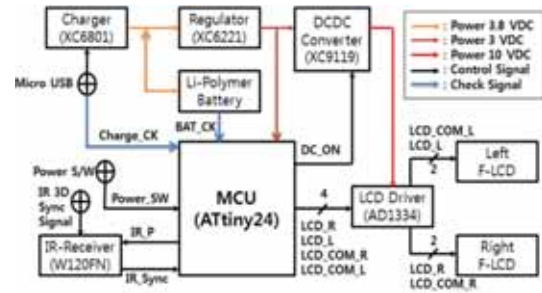 Charger
(XC6801)
Regulator
(XC6221)
DCDC
Converter
(XC9119)
: Power 3.8 VDC
: Power 3 VDC
: Power 10 VDC
: Control Signal
: Check Signal
Micro USB
Li-Polymer
Battery
Charge_CK
BAT_CK
DC_ON
Power S/W
IR 3D
Sync
Signal
Power_SW
MCU
(ATtiny24)
IR_P
IR-Receiver
(W120FN)
IR_Sync
4
LCD_R
LCD_L
LCD_COM_R
LCD_COM_L
LCD Driver
(AD1334)
LCD_COM_L
LCD_L
2
Left
F-LCD
2
LCD_R
LCD_COM_R
Right
F-LCD